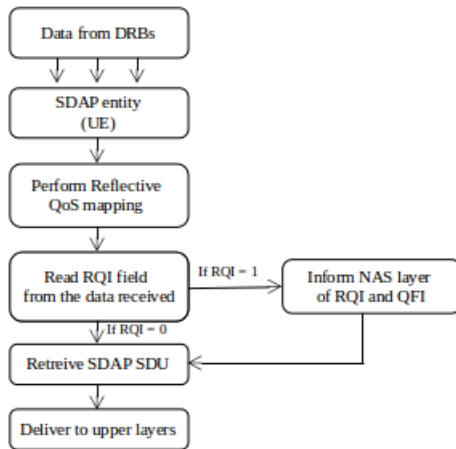 Data from DRBs
SDAP entity
(UE)
Perform Reflective
QoS mapping
Read RQI field
from the data received
If RQI = 1
Inform NAS layer
of RQI and QFI
If RQI = 0
Retreive SDAP SDU
Deliver to upper layers